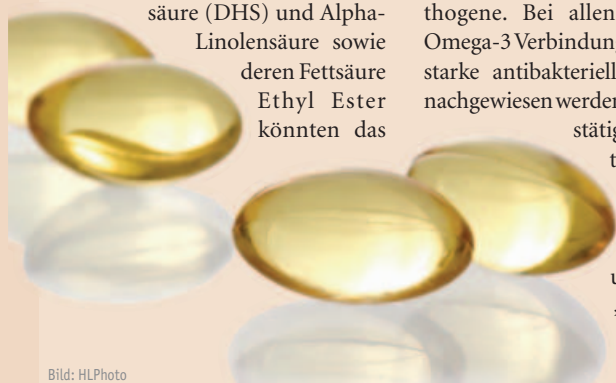 säure (DHS) und Alpha-
Linolensäure sowie
deren Fettsäure
Ethyl Ester
könnten das
thogene. Bei allen
Omega-3 Verbindung
starke antibakteriell
nachgewiesen werden
stätig
Bild: HLPhoto